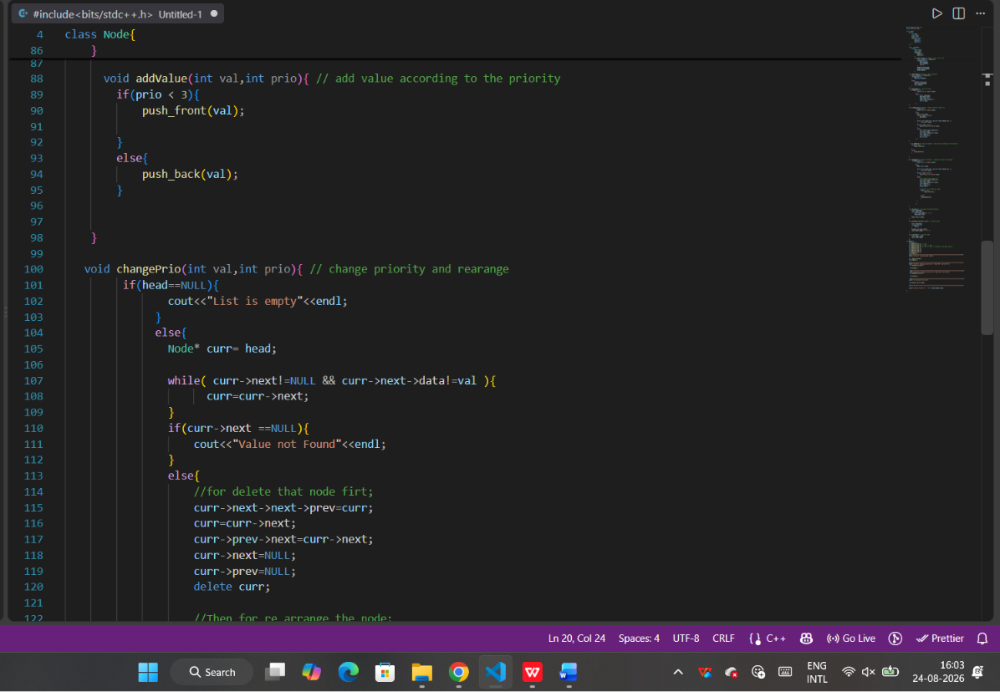 #include<bits/stdc++.h> Untitled-1
4 class Node{
86 }
87
88 void addValue(int val,int prio){ // add value according to the priority
89 if(prio < 3){
90 push_front(val);
91
92 }
93 else{
94 push_back(val);
95 }
96
97
98 }
99
100 void changePrio(int val,int prio){ // change priority and rearange
101 if(head==NULL){
102 cout<<"List is empty"<<endl;
103 }
104 else{
105 Node* curr= head;
106
107 while( curr->next!=NULL && curr->next->data!=val ){
108 curr=curr->next;
109 }
110 if(curr->next ==NULL){
111 cout<<"Value not Found"<<endl;
112 }
113 else{
114 //for delete that node firt;
115 curr->next->next->prev=curr;
116 curr=curr->next;
117 curr->prev->next=curr->next;
118 curr->next=NULL;
119 curr->prev=NULL;
120 delete curr;
121
122 //Then for re arrange the node;
Ln 20, Col 24 Spaces: 4 UTF-8 CRLF C++ Go Live Prettier
Search
ENG
INTL
16:03
24-08-2026